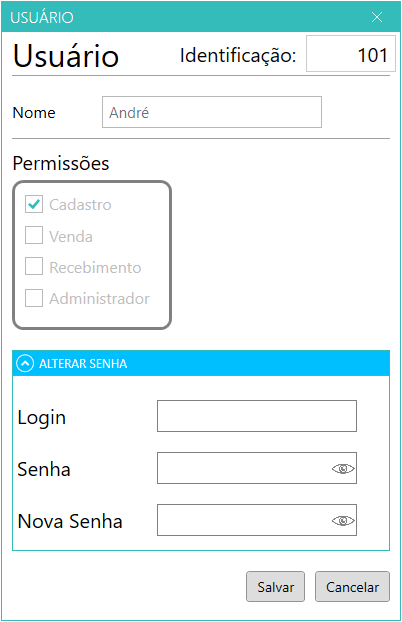 USUÁRIO
Usuário Identificação: 101
Nome André
Permissões
Cadastro
Venda
Recebimento
Administrador
ALTERAR SENHA
Login
Senha
Nova Senha
Salvar Cancelar